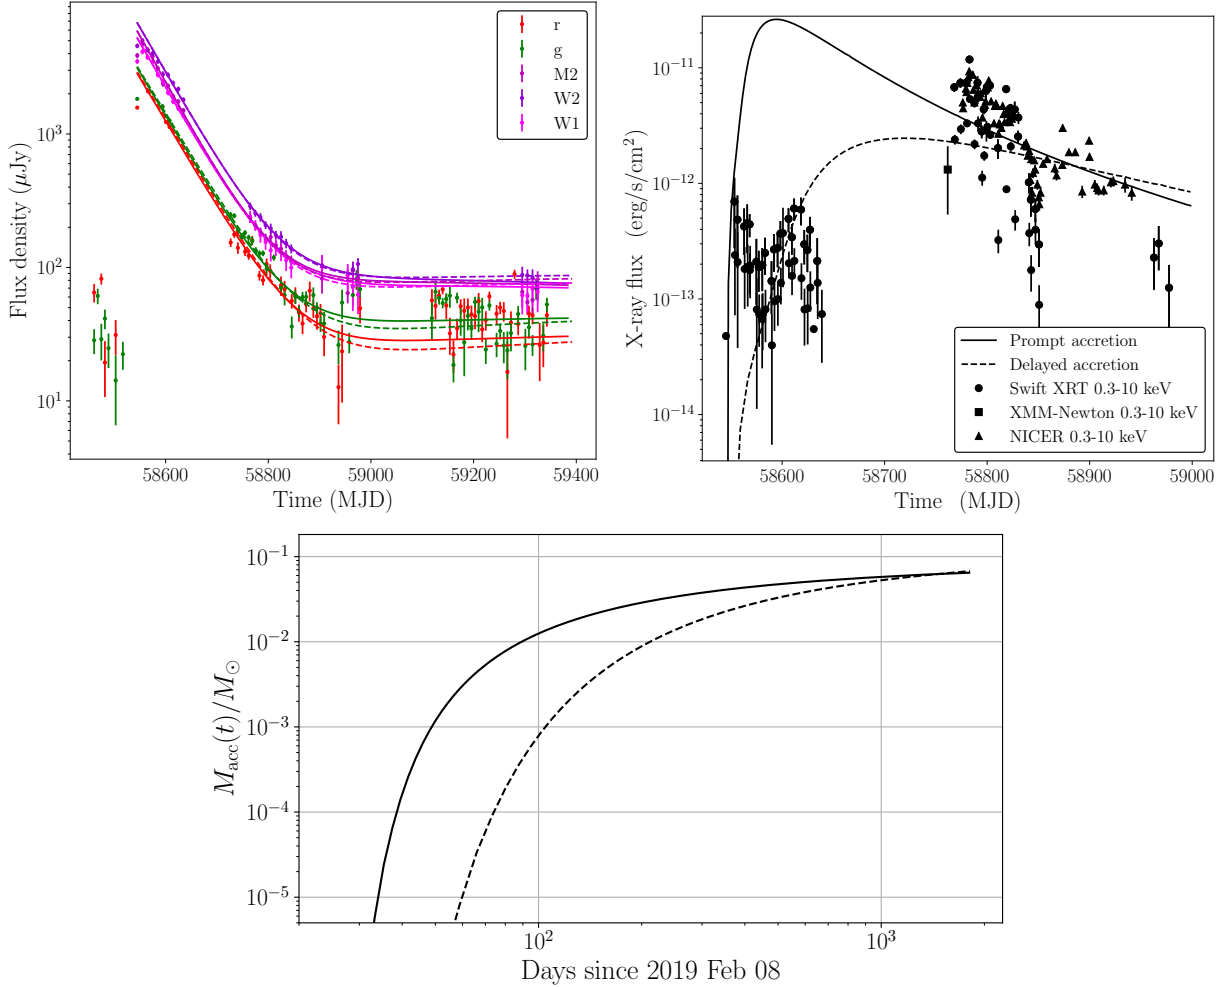 r
g
M2
W2
W1
10³
10²
10¹
Flux density (μJy)
58600
58800
59000
59200
59400
Time (MJD)
10⁻¹¹
10⁻¹²
10⁻¹³
10⁻¹⁴
X-ray flux (erg/s/cm²)
Prompt accretion
Delayed accretion
Swift XRT 0.3-10 keV
XMM-Newton 0.3-10 keV
NICER 0.3-10 keV
58600
58700
58800
58900
59000
Time (MJD)
10⁻¹
10⁻²
10⁻³
10⁻⁴
10⁻⁵
M_acc(t)/M_⊙
10²
10³
Days since 2019 Feb 08